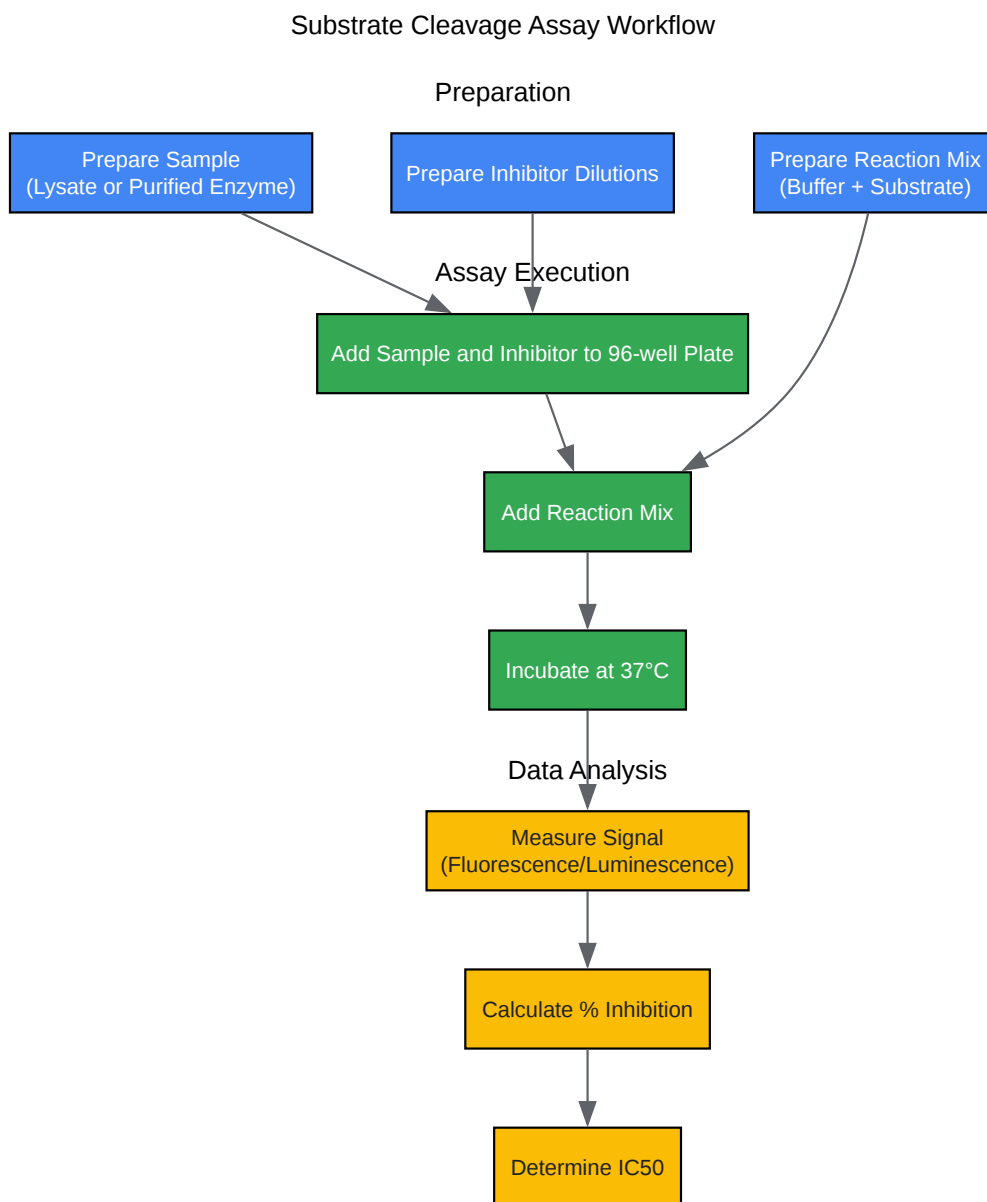 Substrate Cleavage Assay Workflow
Preparation
Prepare Sample
(Lysate or Purified Enzyme)
Prepare Inhibitor Dilutions
Prepare Reaction Mix
(Buffer + Substrate)
Assay Execution
Add Sample and Inhibitor to 96-well Plate
Add Reaction Mix
Incubate at 37°C
Data Analysis
Measure Signal
(Fluorescence/Luminescence)
Calculate % Inhibition
Determine IC50